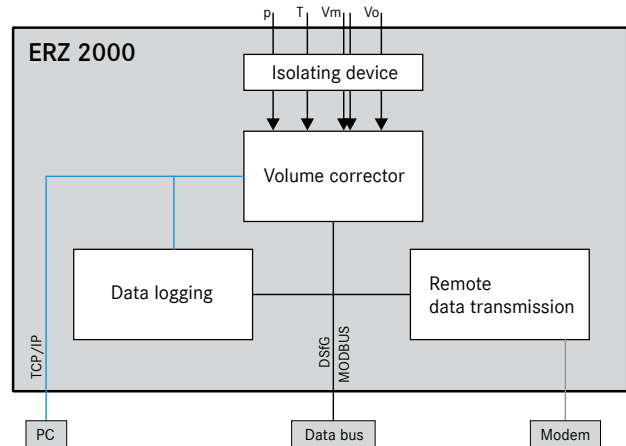 p T Vm Vo
ERZ 2000
Isolating device
Volume corrector
Data logging
Remote
data transmission
TCP/IP
DSfG
MODBUS
PC
Data bus
Modem